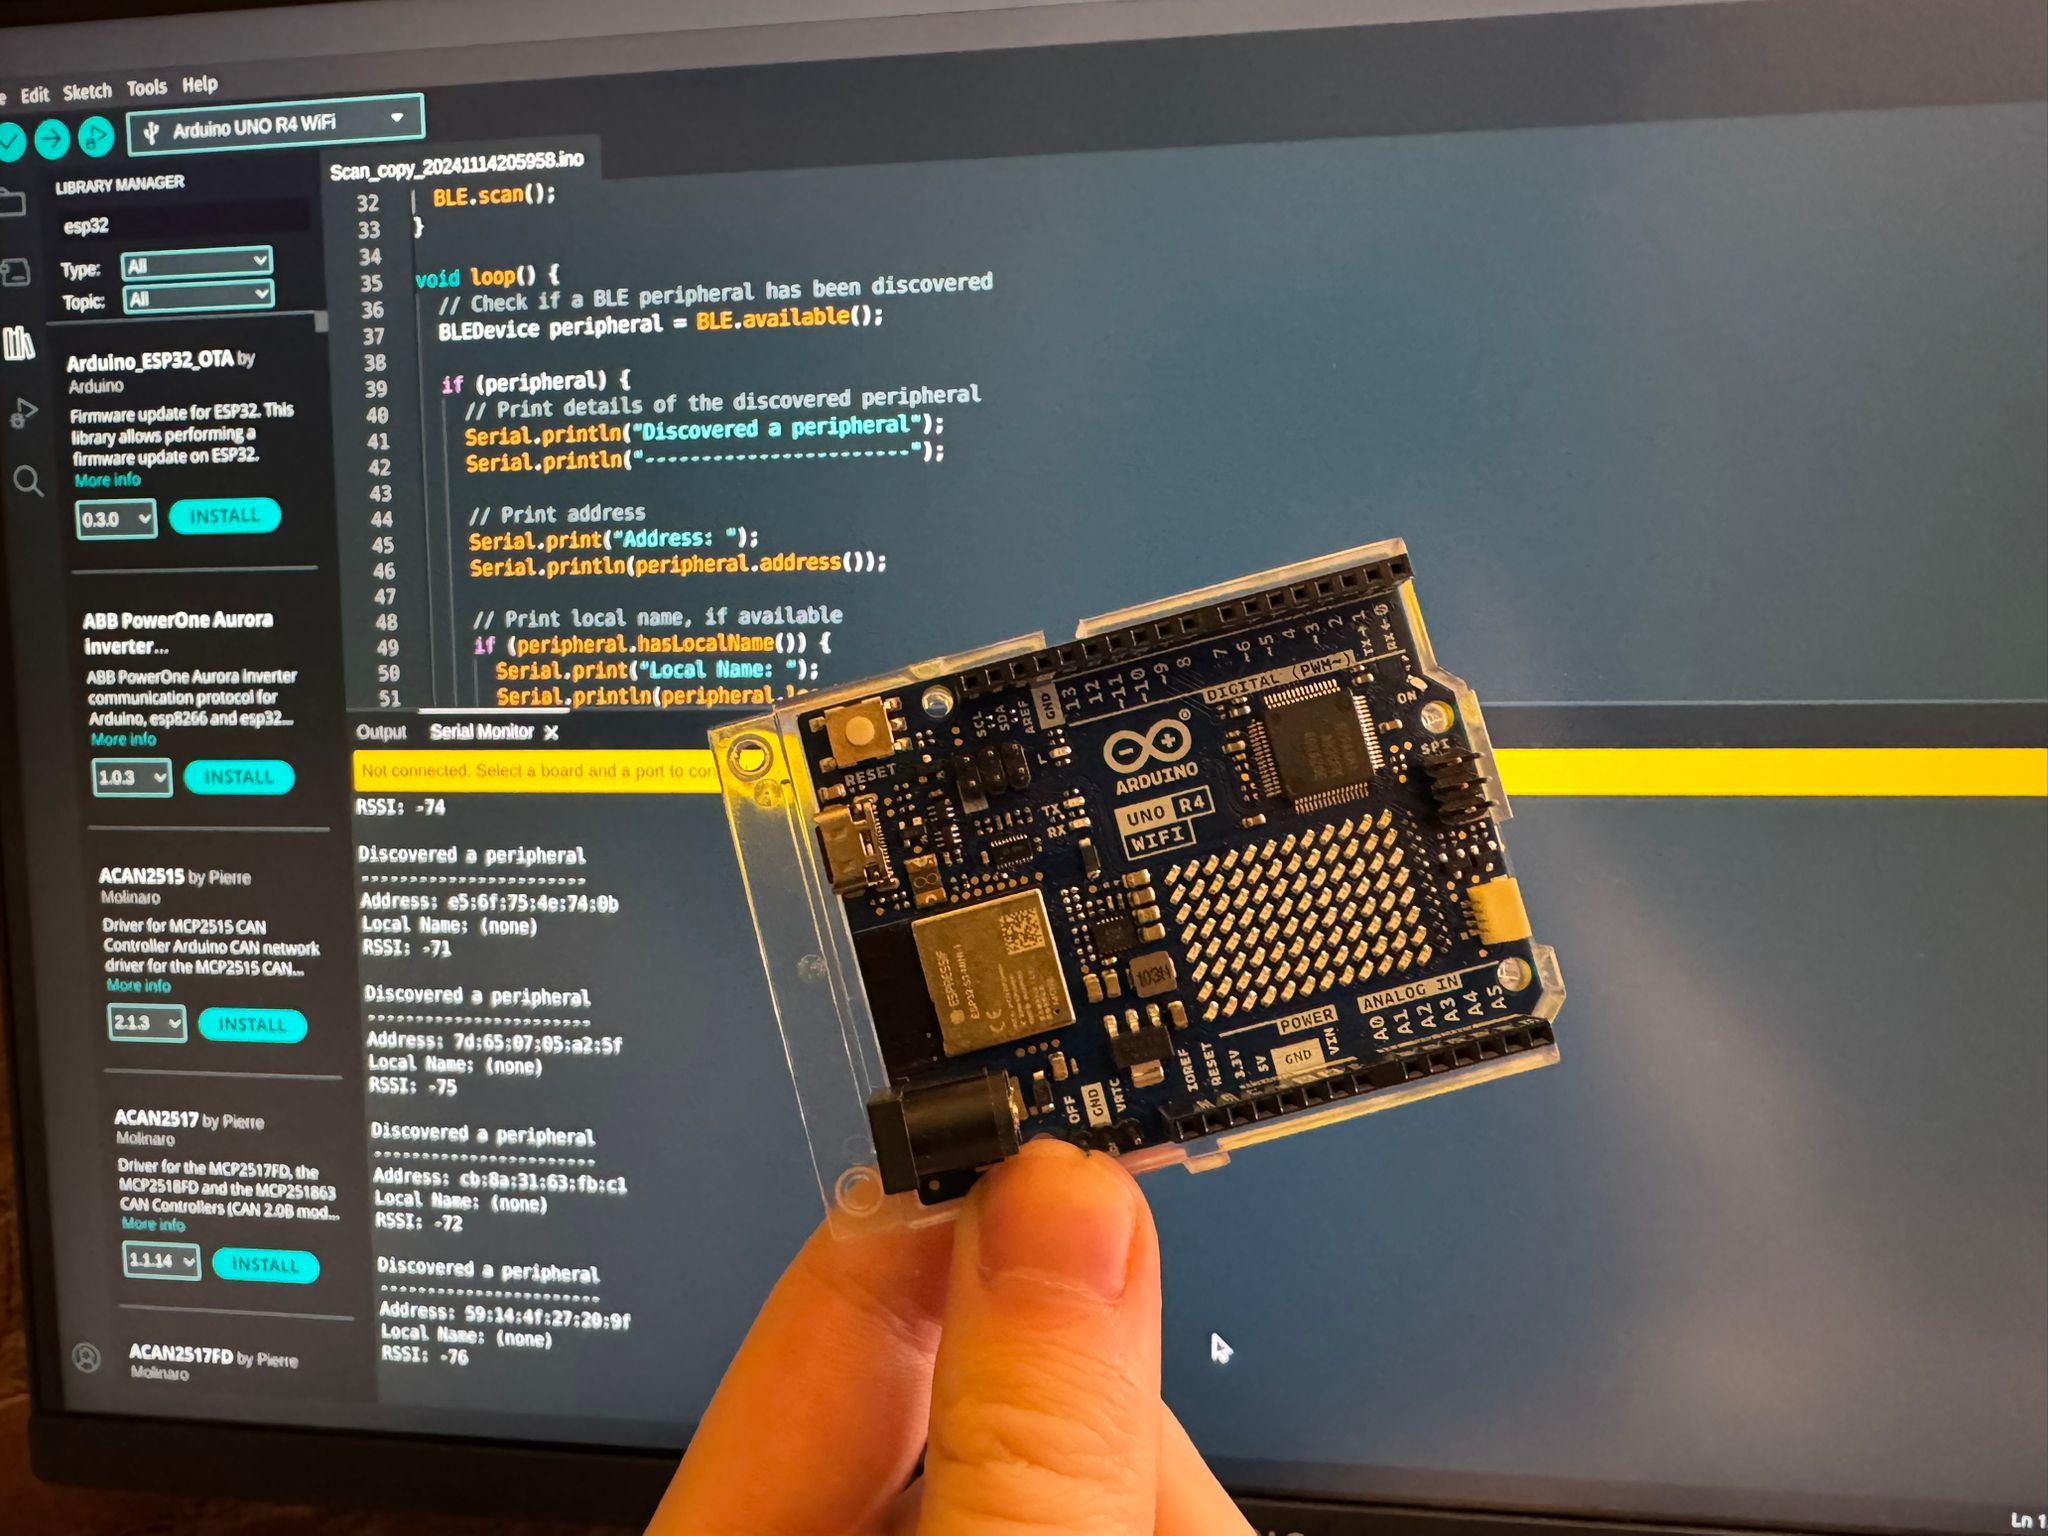 Edit Sketch Tools Help
Arduino UNO R4 WiFi
LIBRARY MANAGER
esp32
Type: All
Topic: All
Arduino_ESP32_OTA by
Arduino
Firmware update for ESP32. This
library allows performing a
firmware update on ESP32.
More info
0.3.0 INSTALL
ABB PowerOne Aurora
inverter...
ABB PowerOne Aurora inverter
communication protocol for
Arduino, esp8266 and esp32...
More info
1.0.3 INSTALL
ACAN2515 by Pierre
Molinaro
Driver for MCP2515 CAN
Controller Arduino CAN network
driver for the MCP2515 CAN...
More info
2.1.3 INSTALL
ACAN2517 by Pierre
Molinaro
Driver for the MCP2517FD, the
MCP2518FD and the MCP251863
CAN Controllers (CAN 2.0B mod...
More info
1.1.14 INSTALL
ACAN2517FD by Pierre
Molinaro
Scan_copy_20241114205958.ino
32 BLE.scan();
33 }
34
35 void loop() {
36 // Check if a BLE peripheral has been discovered
37 BLEDevice peripheral = BLE.available();
38
39 if (peripheral) {
40 // Print details of the discovered peripheral
41 Serial.println("Discovered a peripheral");
42 Serial.println("-----------------------");
43
44 // Print address
45 Serial.print("Address: ");
46 Serial.println(peripheral.address());
47
48 // Print local name, if available
49 if (peripheral.hasLocalName()) {
50 Serial.print("Local Name: ");
51 Serial.println(peripheral.lo
Output Serial Monitor X
Not connected. Select a board and a port to con
RSSI: -74
Discovered a peripheral
-----------------------
Address: e5:6f:75:4e:74:0b
Local Name: (none)
RSSI: -71
Discovered a peripheral
-----------------------
Address: 7d:65:07:05:a2:5f
Local Name: (none)
RSSI: -75
Discovered a peripheral
-----------------------
Address: cb:8a:31:63:fb:c1
Local Name: (none)
RSSI: -72
Discovered a peripheral
-----------------------
Address: 59:14:4f:27:20:9f
Local Name: (none)
RSSI: -76
Ln 1
SCL
SDA
AREF
GND
13
12
~11
~10
~9
8
7
~6
~5
4
~3
2
TX→1
RX←0
DIGITAL (PWM~)
RESET
TX
RX
ARDUINO
UNO R4
WIFI
ON
SPI
ESPRESSIF
ESP32-S3-MINI-1
CE
103N
OFF
GND
VRTC
IOREF
RESET
3.3V
5V
GND
VIN
POWER
ANALOG IN
A0
A1
A2
A3
A4
A5